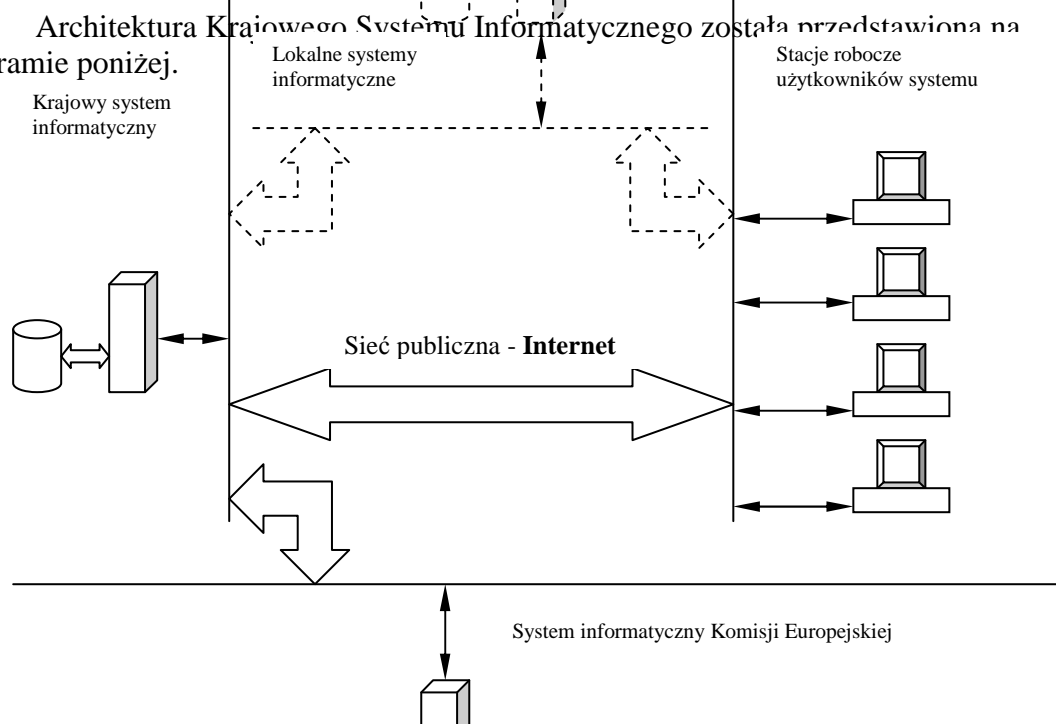 Architektura Krajowego Systemu Informatycznego została przedstawiona na
ramie poniżej.
Lokalne systemy
informatyczne
Stacje robocze
użytkowników systemu
Krajowy system
informatyczny
Sieć publiczna - Internet
System informatyczny Komisji Europejskiej